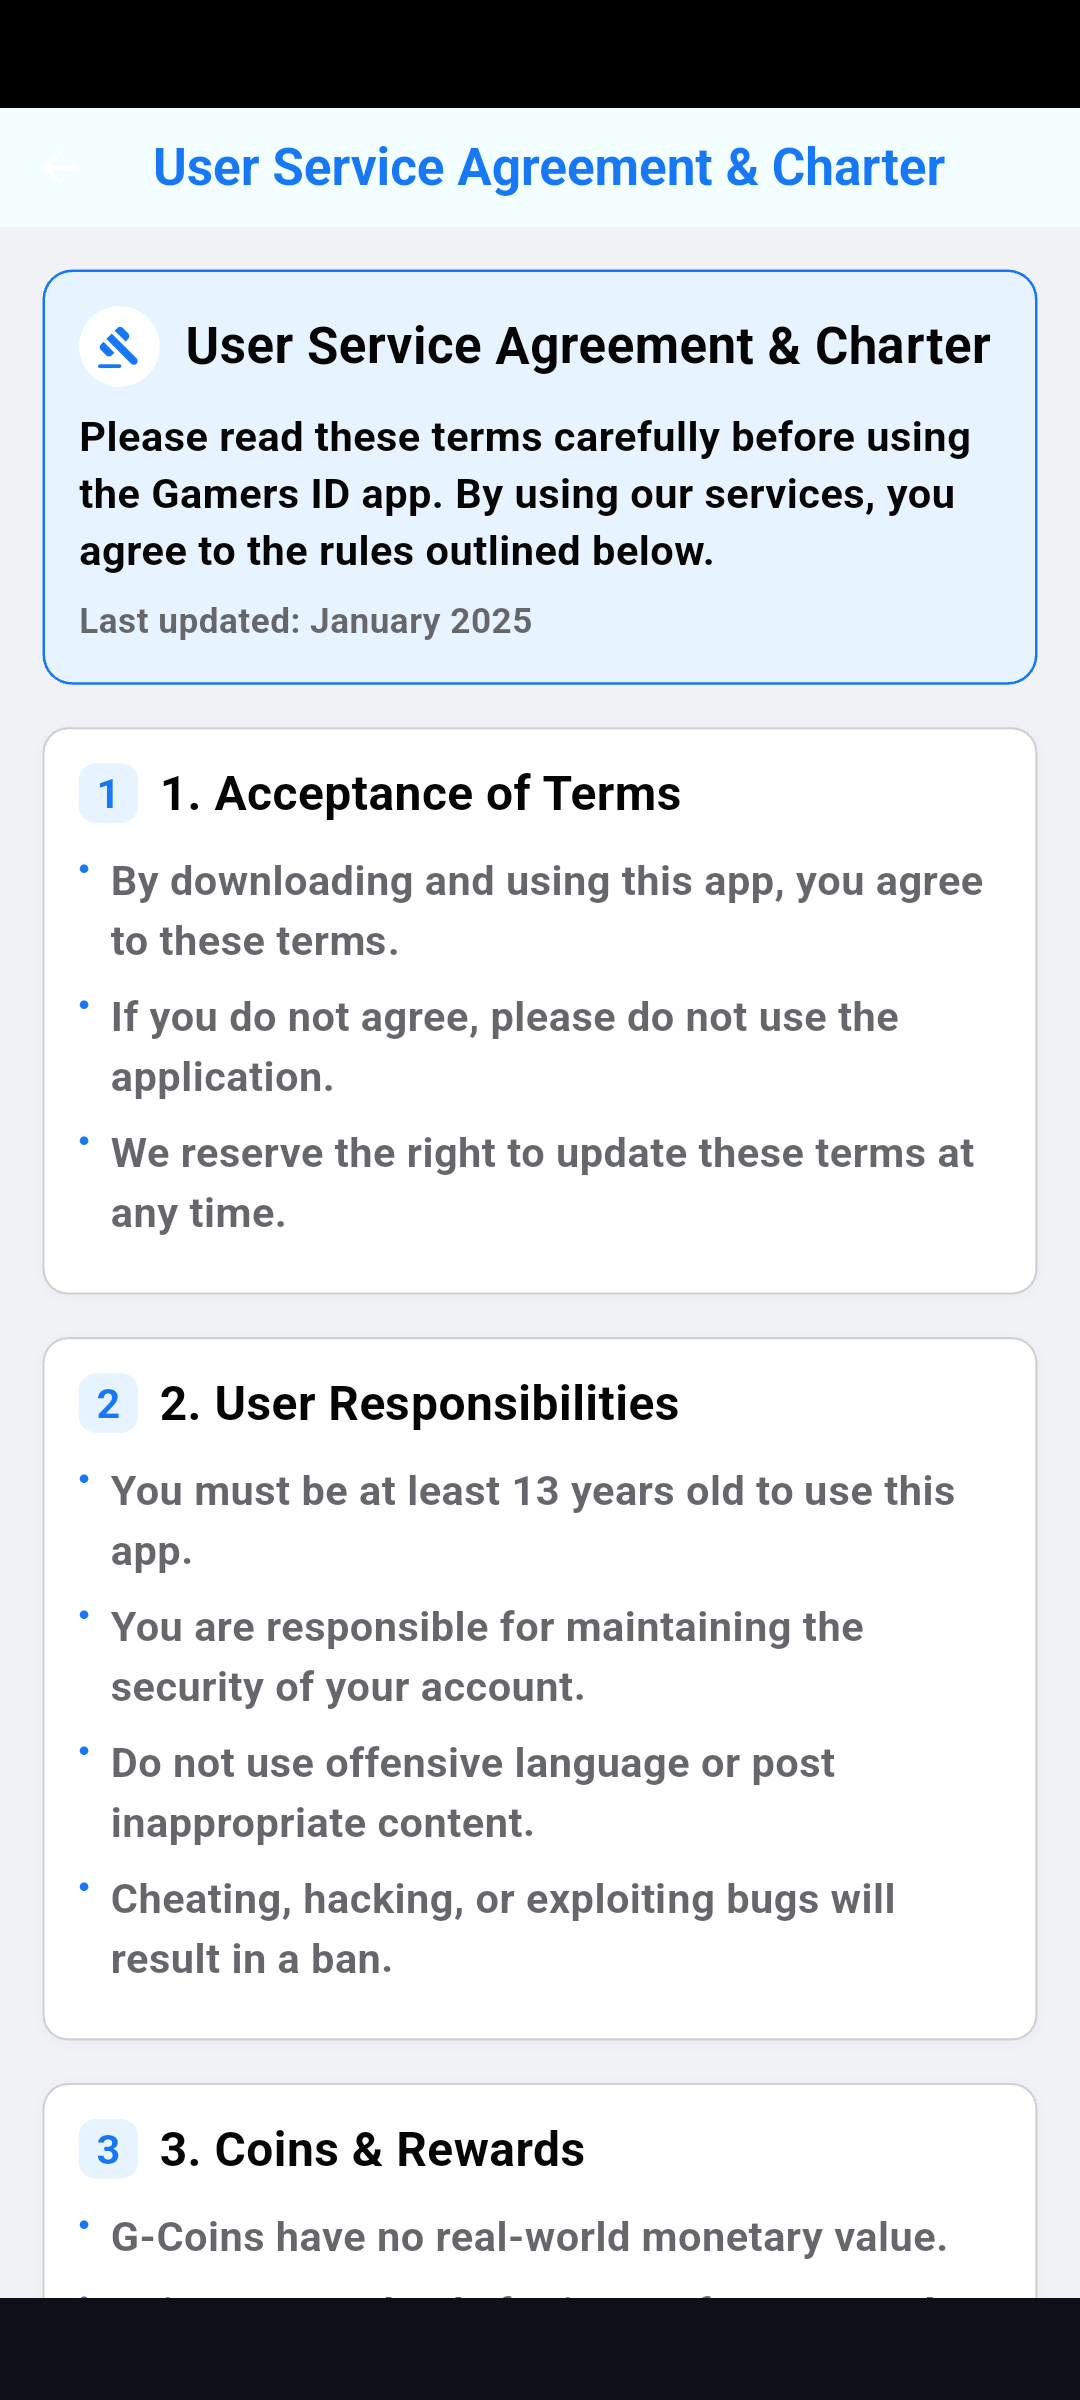 User Service Agreement & Charter
User Service Agreement & Charter
Please read these terms carefully before using
the Gamers ID app. By using our services, you
agree to the rules outlined below.
Last updated: January 2025
1 1. Acceptance of Terms
• By downloading and using this app, you agree
to these terms.
• If you do not agree, please do not use the
application.
• We reserve the right to update these terms at
any time.
2 2. User Responsibilities
• You must be at least 13 years old to use this
app.
• You are responsible for maintaining the
security of your account.
• Do not use offensive language or post
inappropriate content.
• Cheating, hacking, or exploiting bugs will
result in a ban.
3 3. Coins & Rewards
• G-Coins have no real-world monetary value.